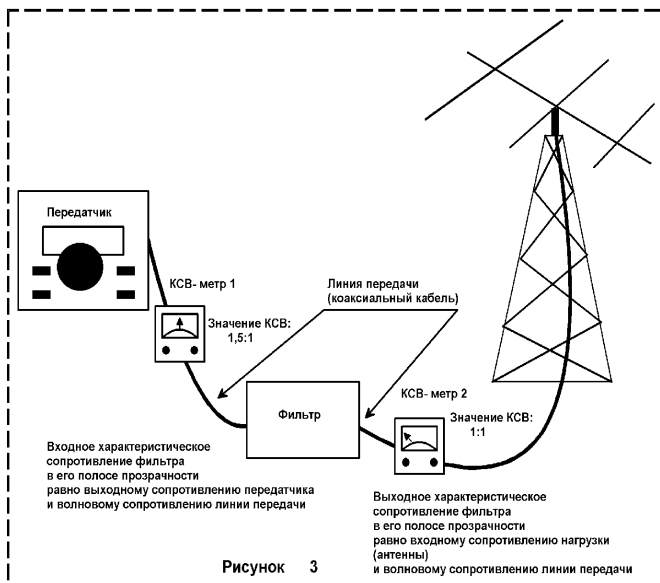 Передатчик
КСВ- метр 1
Значение КСВ:
1,5:1
Линия передачи
(коаксиальный кабель)
Фильтр
КСВ- метр 2
Значение КСВ:
1:1
Входное характеристическое
сопротивление фильтра
в его полосе прозрачности
равно выходному сопротивлению передатчика
и волновому сопротивлению линии передачи
Выходное характеристическое
сопротивление фильтра
в его полосе прозрачности
равно входному сопротивлению нагрузки
(антенны)
и волновому сопротивлению линии передачи
Рисунок 3